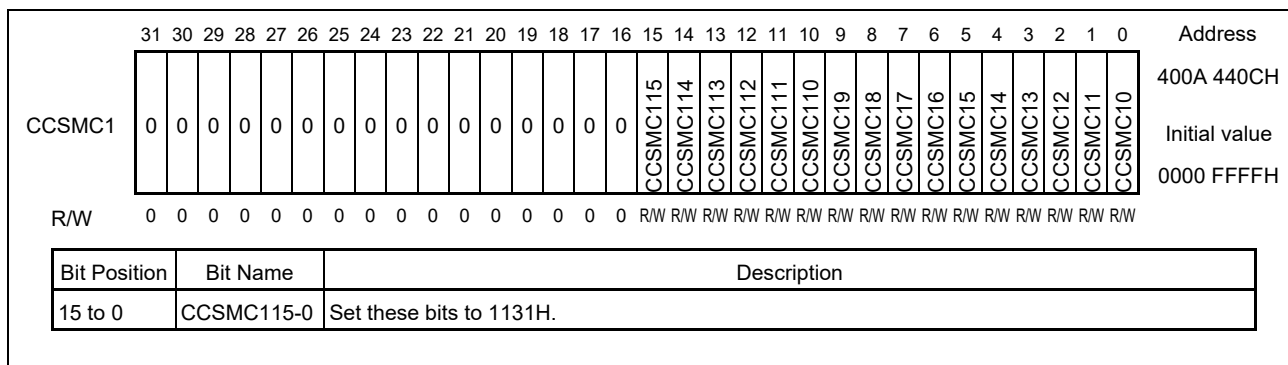 31 30 29 28 27 26 25 24 23 22 21 20 19 18 17 16 15 14 13 12 11 10 9 8 7 6 5 4 3 2 1 0 Address
400A 440CH
CCSMC1 0 0 0 0 0 0 0 0 0 0 0 0 0 0 0 0 CCSMC115 CCSMC114 CCSMC113 CCSMC112 CCSMC111 CCSMC110 CCSMC19 CCSMC18 CCSMC17 CCSMC16 CCSMC15 CCSMC14 CCSMC13 CCSMC12 CCSMC11 CCSMC10 Initial value
0000 FFFFH
R/W 0 0 0 0 0 0 0 0 0 0 0 0 0 0 0 0 R/W R/W R/W R/W R/W R/W R/W R/W R/W R/W R/W R/W R/W R/W R/W R/W
Bit Position Bit Name Description
15 to 0 CCSMC115-0 Set these bits to 1131H.